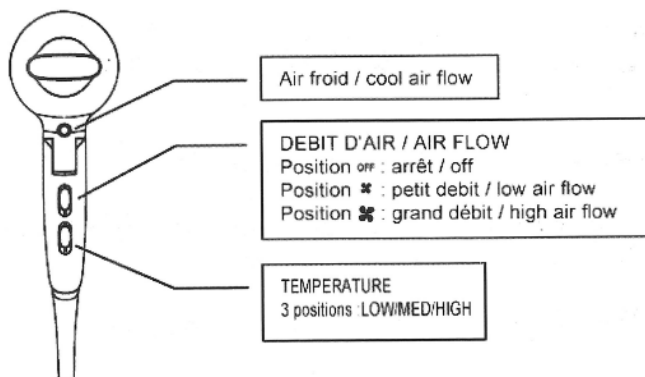 Air froid / cool air flow
DEBIT D'AIR / AIR FLOW
Position OFF : arrêt / off
Position : petit debit / low air flow
Position : grand débit / high air flow
TEMPERATURE
3 positions :LOW/MED/HIGH